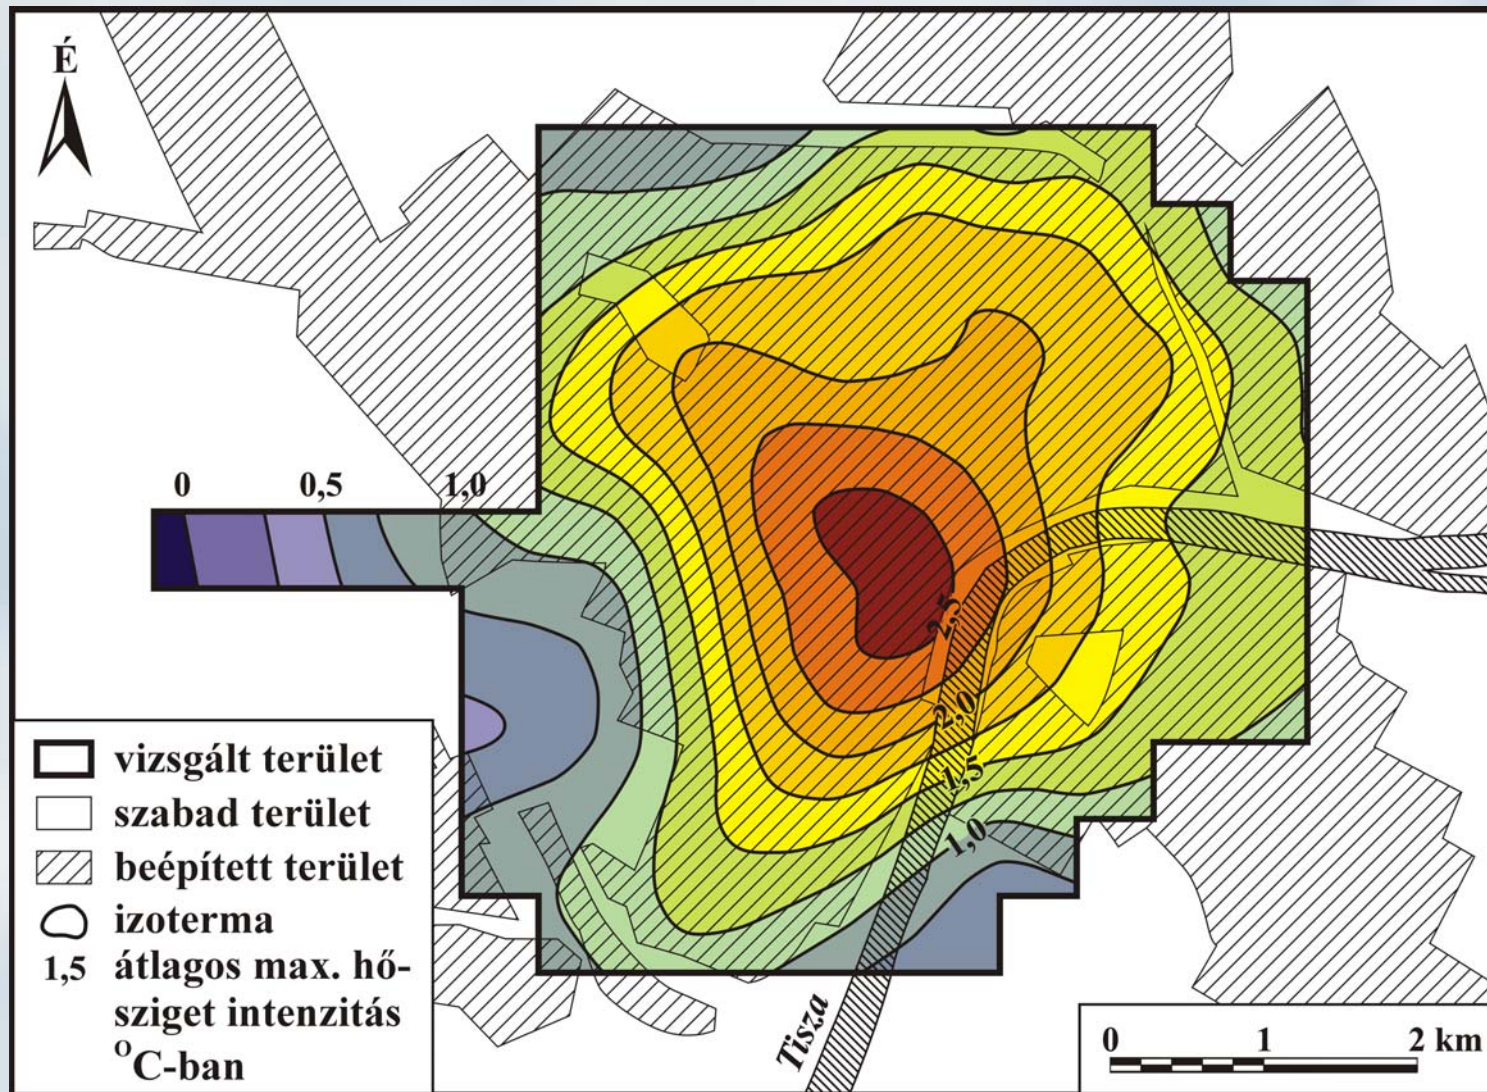 É
0 0,5 1,0
2,5
2,0
1,5
1,0
Tisza
vizsgált terület
szabad terület
beépített terület
izoterma
1,5 átlagos max. hő-
sziget intenzitás
°C-ban
0 1 2 km